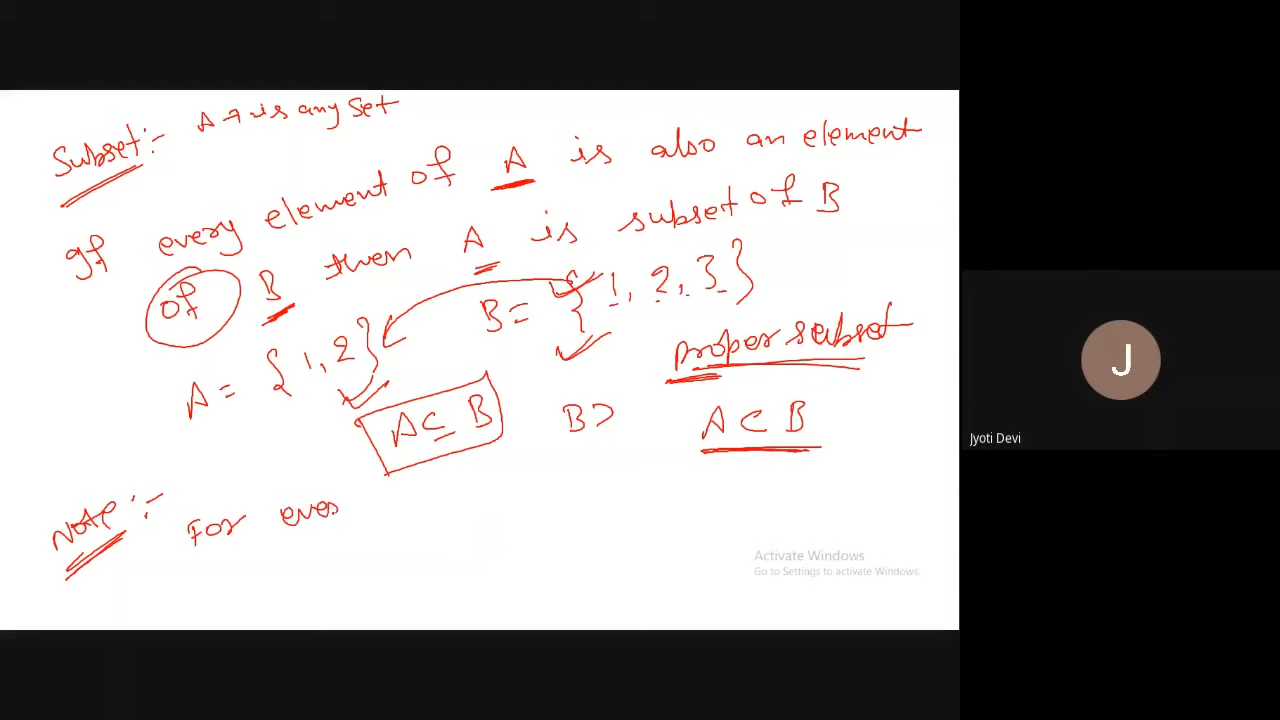 Subset:- A → is any set
If every element of A is also an element
of B then A is subset of B
A = {1, 2} B = {1, 2, 3}
Proper subset
A ⊆ B B > A ⊂ B
Note:- For eve
Activate Windows
Go to Settings to activate Windows.
J
Jyoti Devi